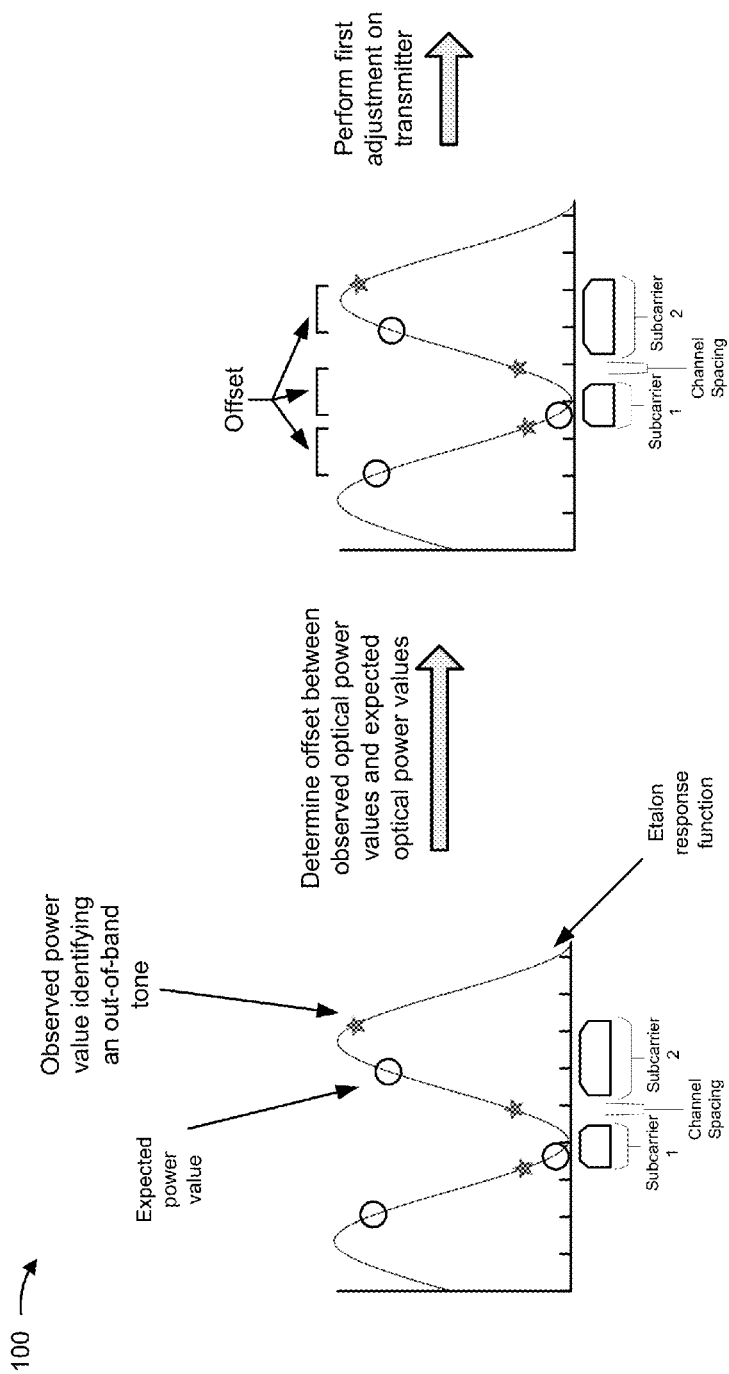 100
Observed power
value identifying
an out-of-band
tone
Expected
power
value
Etalon
response
function
Subcarrier
1
Channel
Spacing
Subcarrier
2
Determine offset between
observed optical power
values and expected
optical power values
Offset
Subcarrier
1
Channel
Spacing
Subcarrier
2
Perform first
adjustment on
transmitter